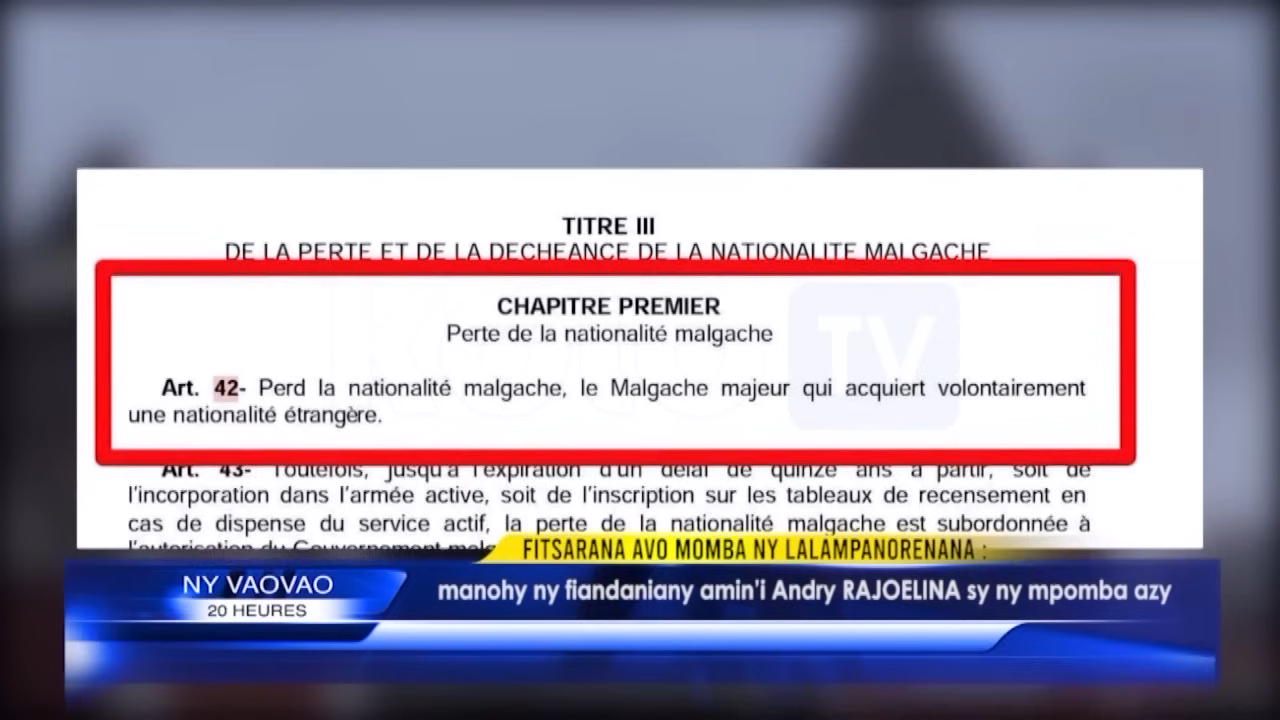 TITRE III
DE LA PERTE ET DE LA DECHEANCE DE LA NATIONALITE MALGACHE
CHAPITRE PREMIER
Perte de la nationalité malgache
TV
Art. 42- Perd la nationalité malgache, le Malgache majeur qui acquiert volontairement
une nationalité étrangère.
Art. 43- Toutefois, jusqu'à l'expiration d'un délai de quinze ans à partir, soit de
l'incorporation dans l'armée active, soit de l'inscription sur les tableaux de recensement en
cas de dispense du service actif, la perte de la nationalité malgache est subordonnée à
l'autorisation du Gouvernement
FITSARANA AVO MOMBA NY LALAMPANORENANA :
NY VAOVAO
20 HEURES
manohy ny fiandaniany amin'i Andry RAJOELINA sy ny mpomba azy